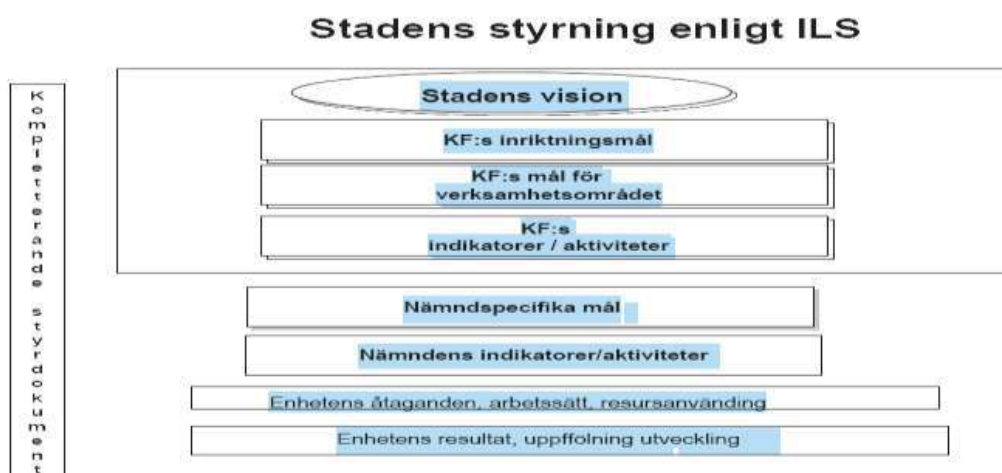 Stadens styrning enligt ILS
Kompletterande styrdokument
Stadens vision
KF:s inriktningsmål
KF:s mål för
verksamhetsområdet
KF:s
indikatorer / aktiviteter
Nämndspecifika mål
Nämndens indikatorer/aktiviteter
Enhetens åtaganden, arbetssätt, resursanvänding
Enhetens resultat, uppffölning utveckling